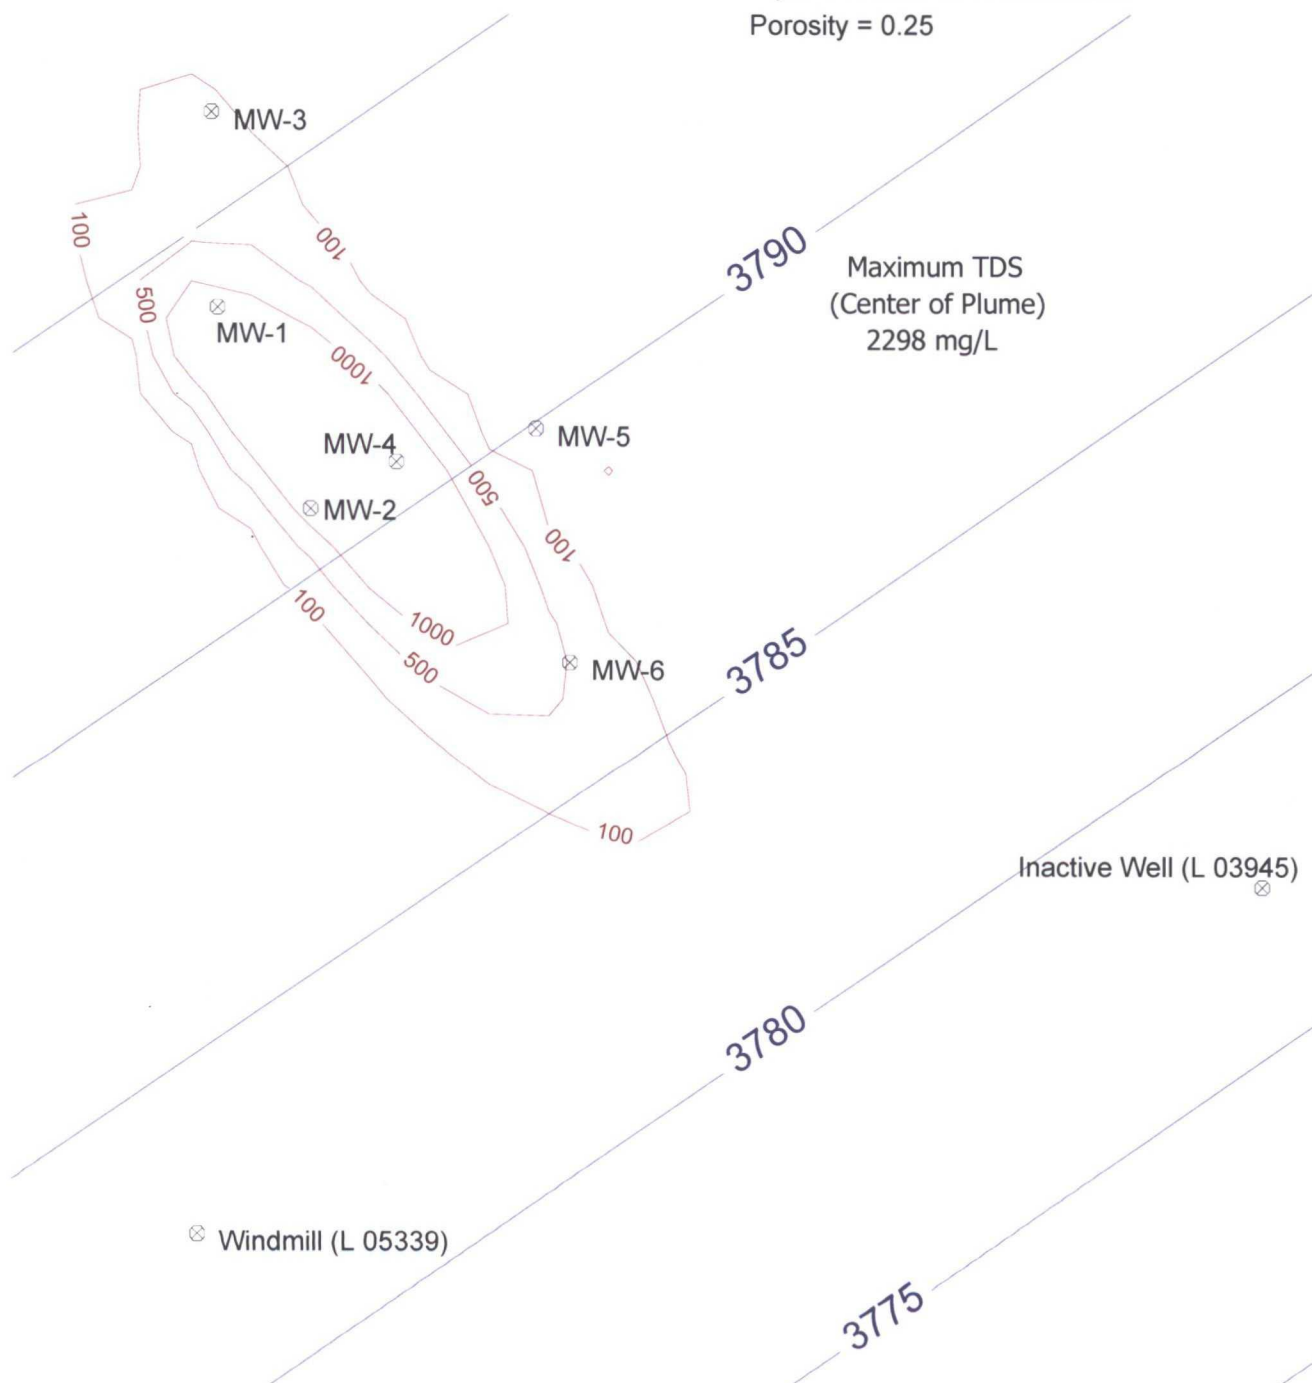 Porosity = 0.25
MW-3
100
100
3790
Maximum TDS
(Center of Plume)
2298 mg/L
500
MW-1
1000
MW-4
MW-5
500
MW-2
100
100
1000
500
MW-6
3785
100
Inactive Well (L 03945)
3780
Windmill (L 05339)
3775